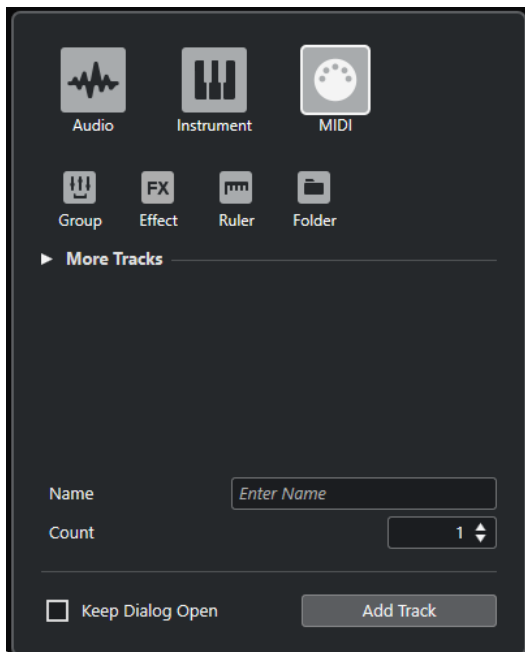 Audio Instrument MIDI
FX
Group Effect Ruler Folder
More Tracks
Name Enter Name
Count 1
Keep Dialog Open Add Track